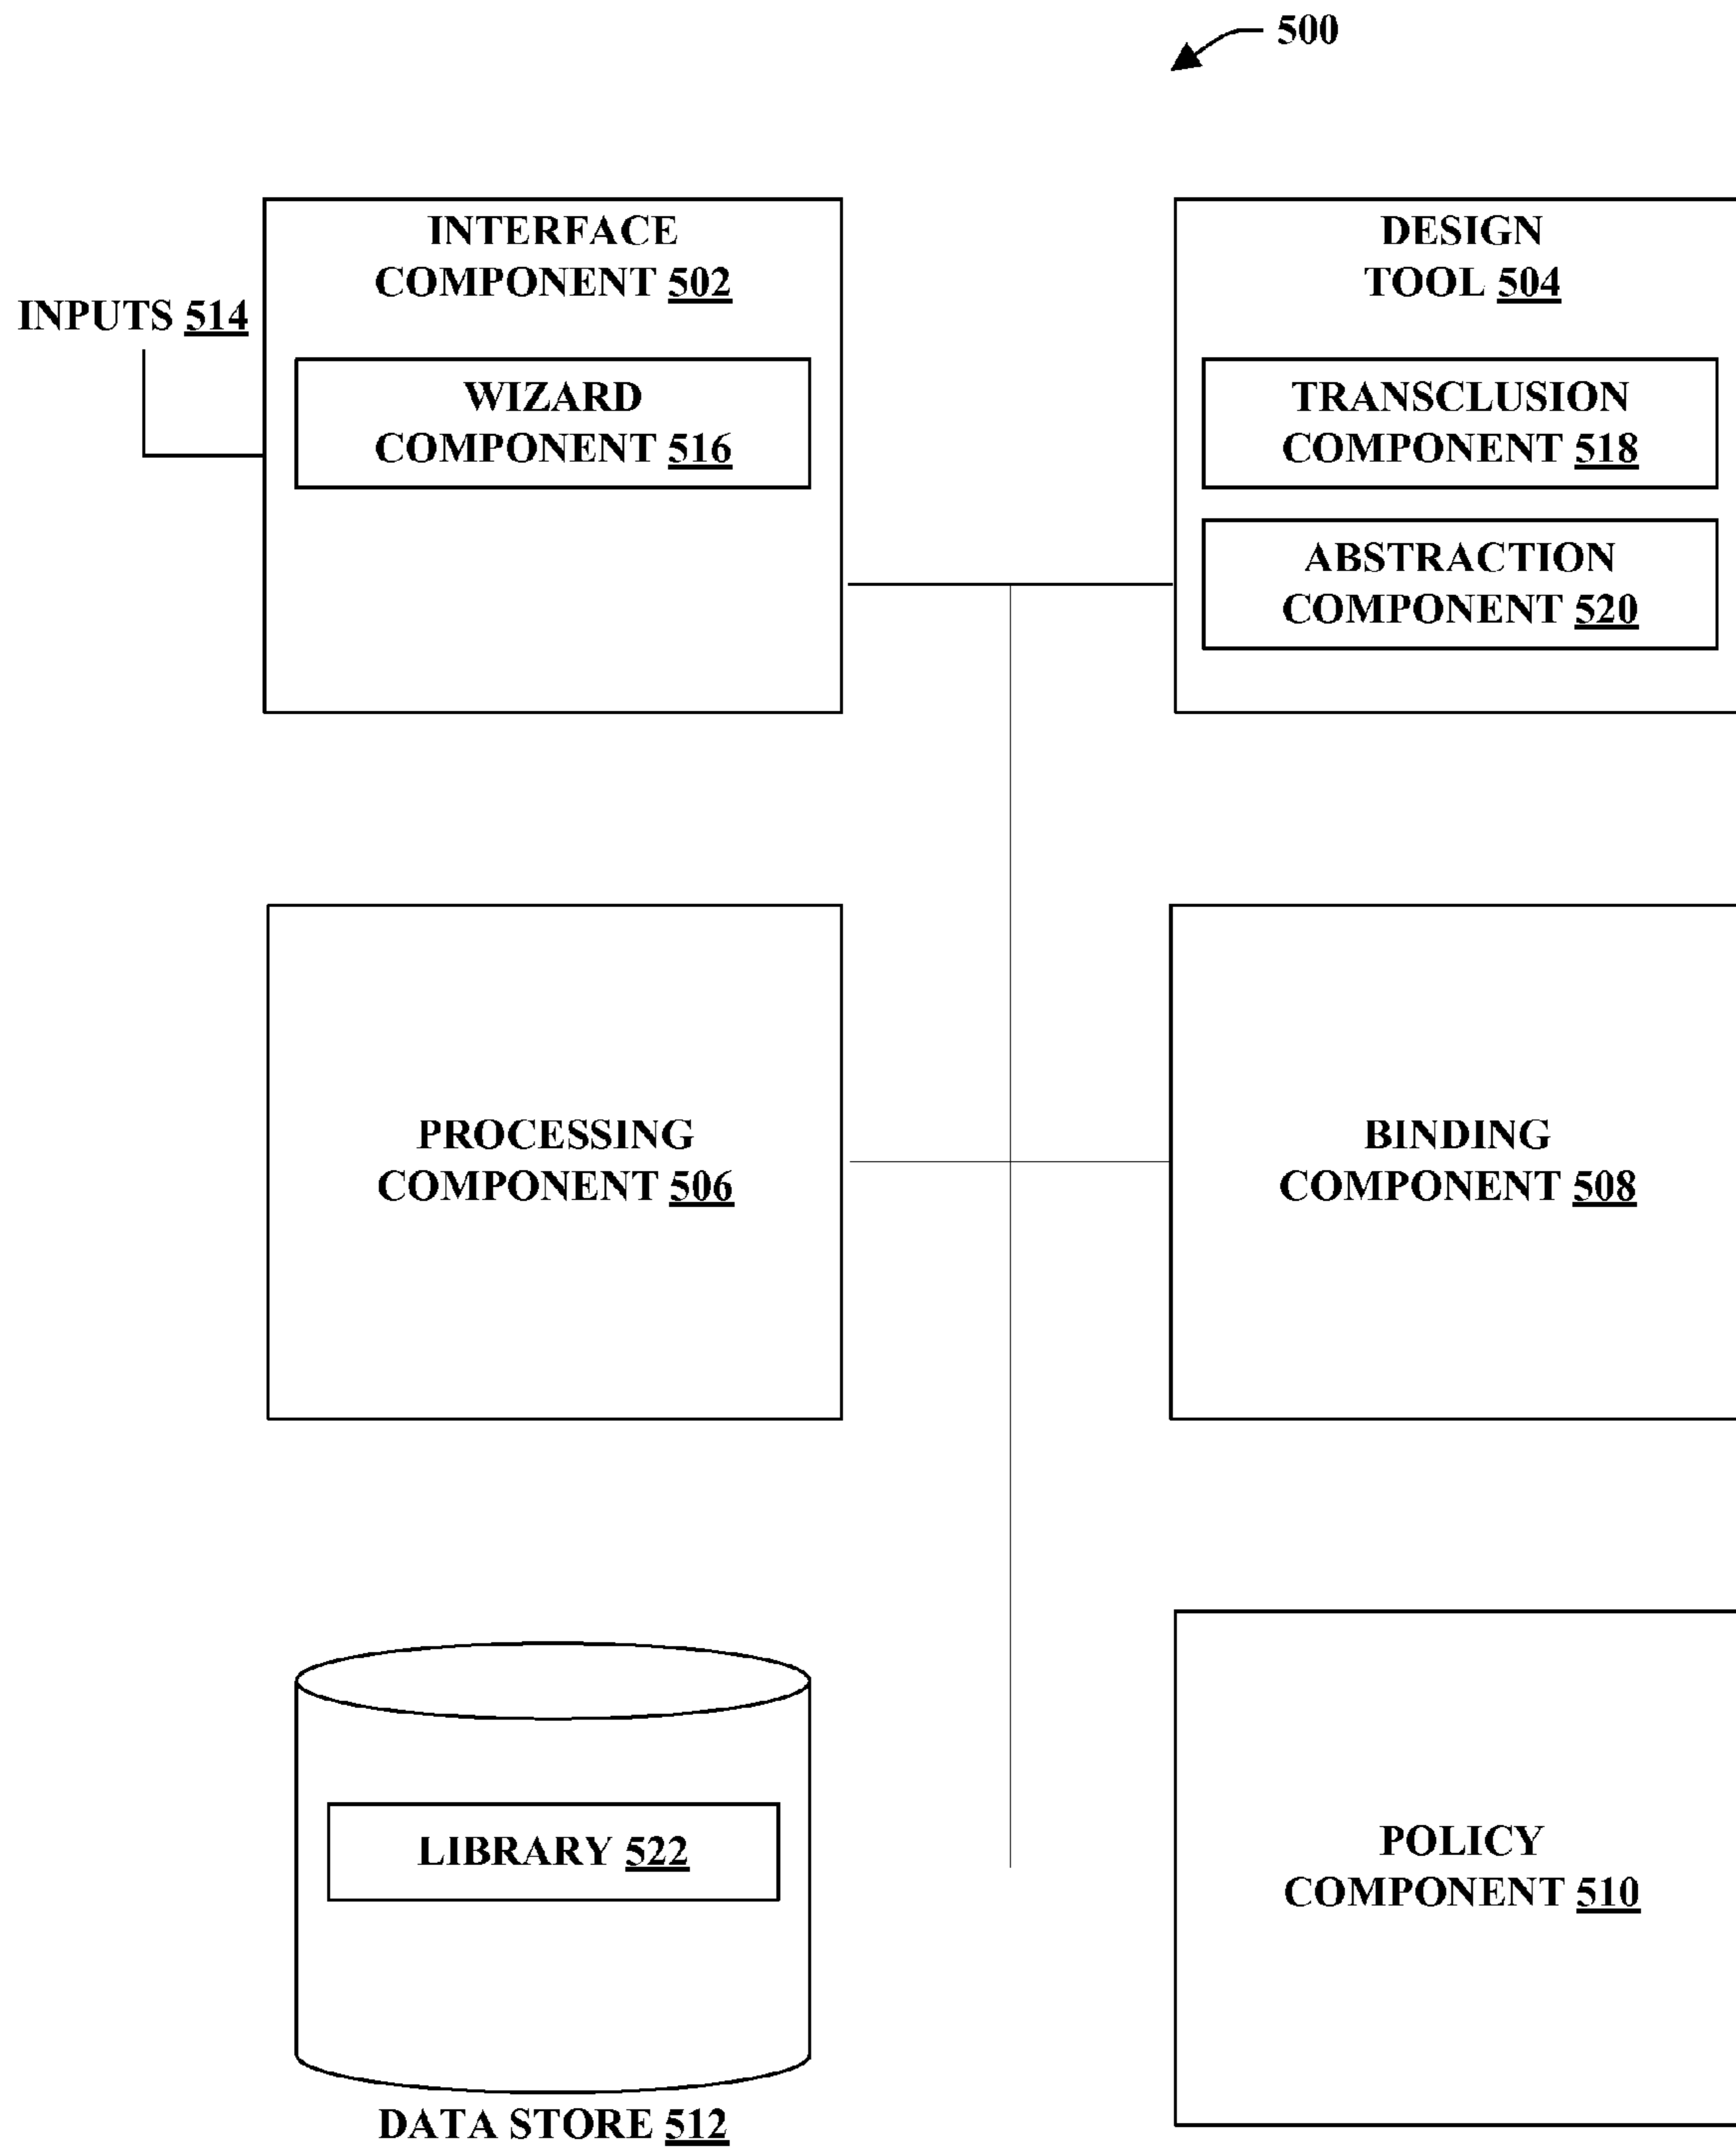 500
INTERFACE
COMPONENT 502
INPUTS 514
WIZARD
COMPONENT 516
DESIGN
TOOL 504
TRANSCLUSION
COMPONENT 518
ABSTRACTION
COMPONENT 520
PROCESSING
COMPONENT 506
BINDING
COMPONENT 508
LIBRARY 522
DATA STORE 512
POLICY
COMPONENT 510